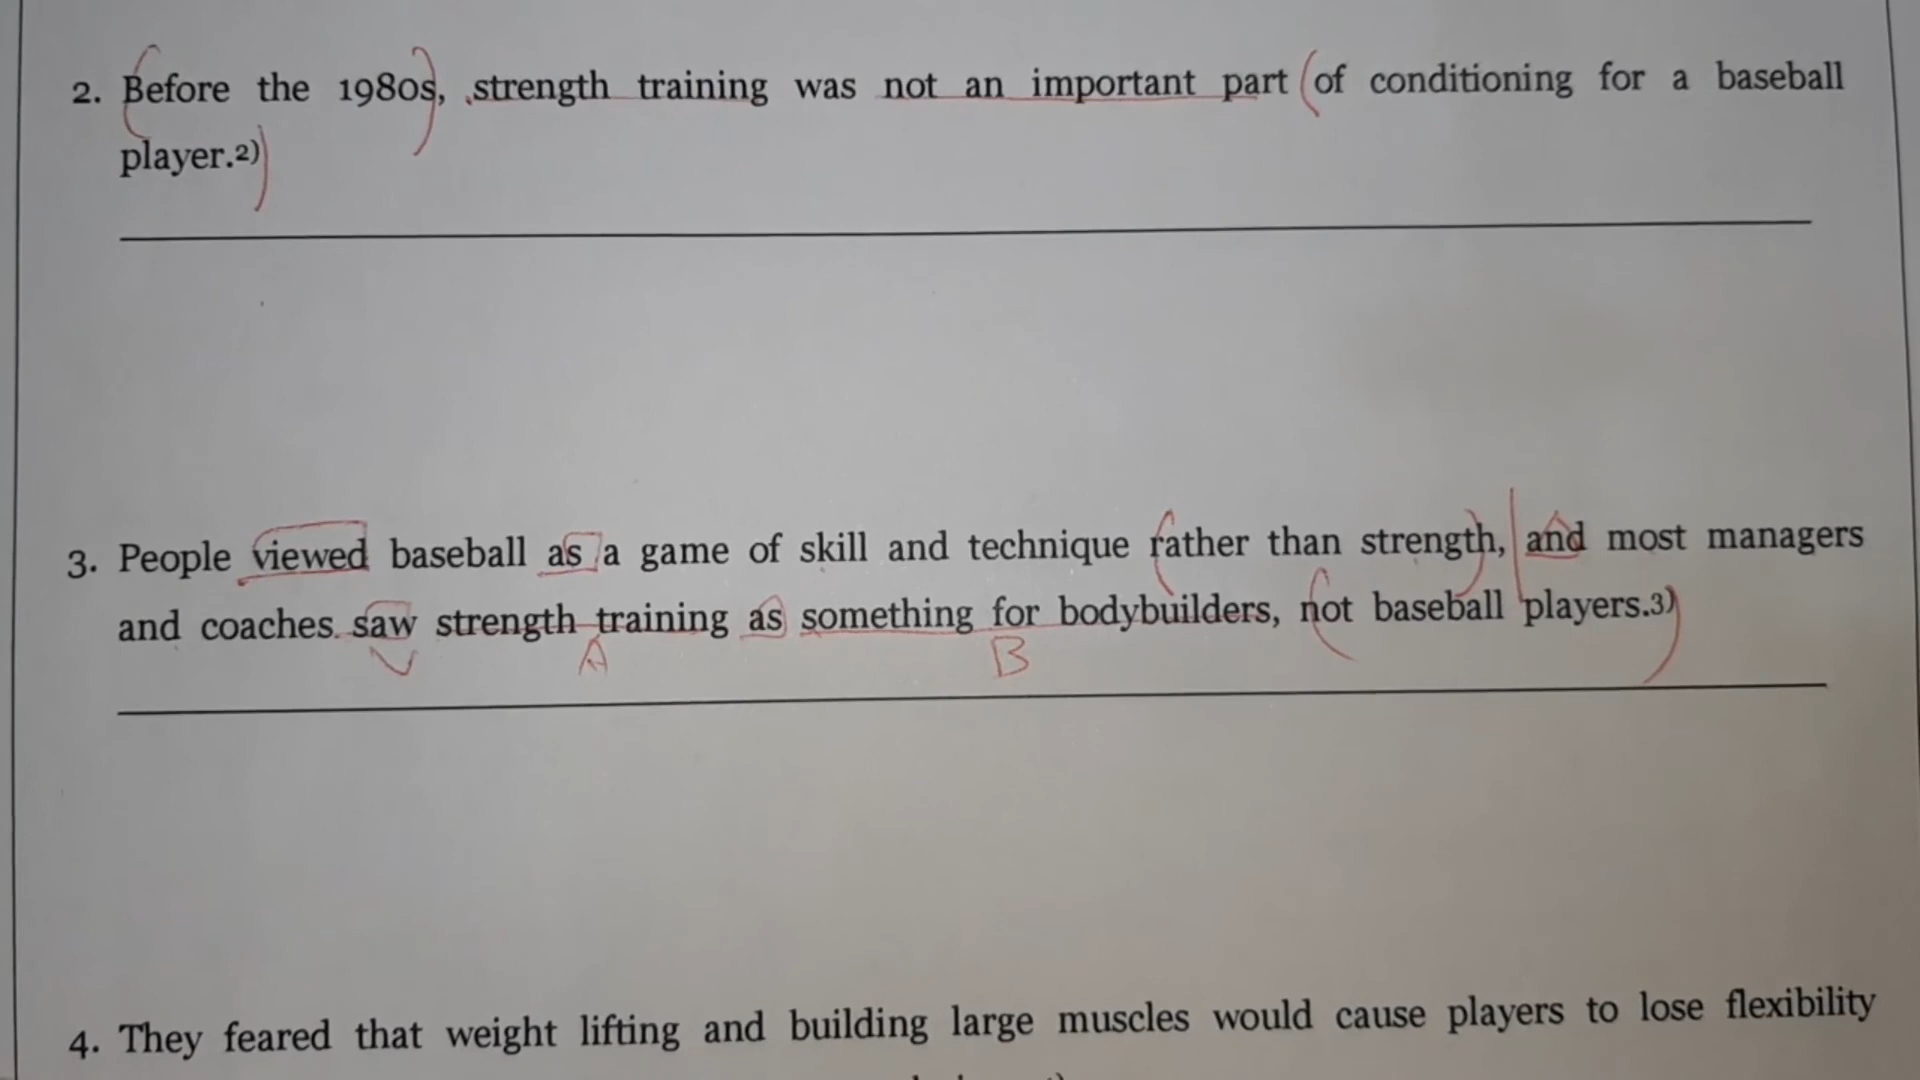 2. Before the 1980s, strength training was not an important part of conditioning for a baseball
player.2)
3. People viewed baseball as a game of skill and technique rather than strength, and most managers
and coaches saw strength training as something for bodybuilders, not baseball players.3)
V A B
4. They feared that weight lifting and building large muscles would cause players to lose flexibility